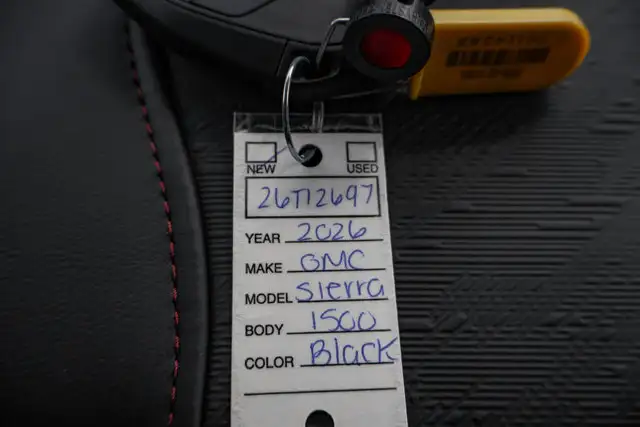 NEW USED
26T12697
YEAR 2026
MAKE GMC
MODEL Sierra
BODY 1500
COLOR Black